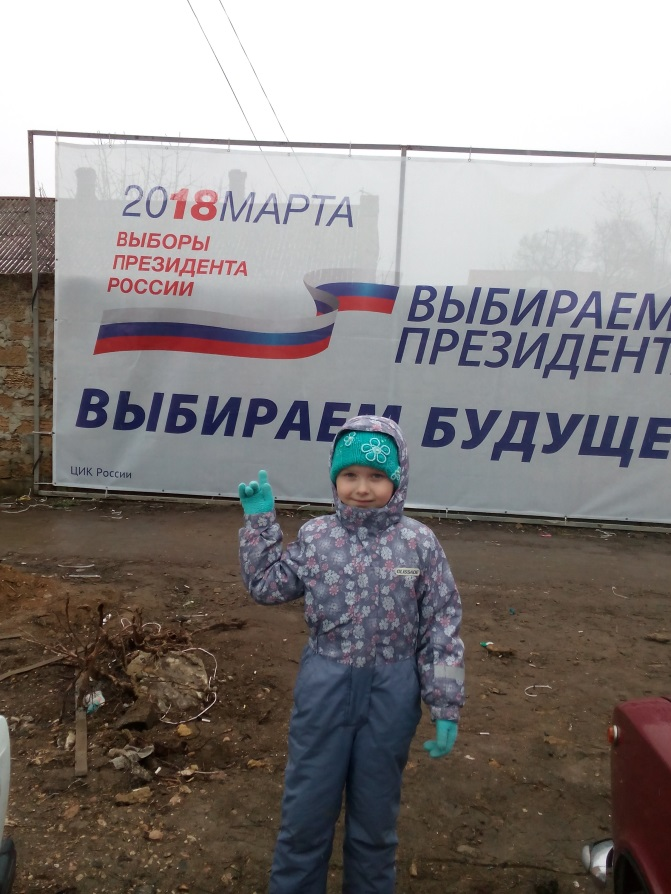 2018МАРТА
ВЫБОРЫ
ПРЕЗИДЕНТА
РОССИИ
ВЫБИРАЕМ
ПРЕЗИДЕНТ
ВЫБИРАЕМ БУДУЩЕ
ЦИК России